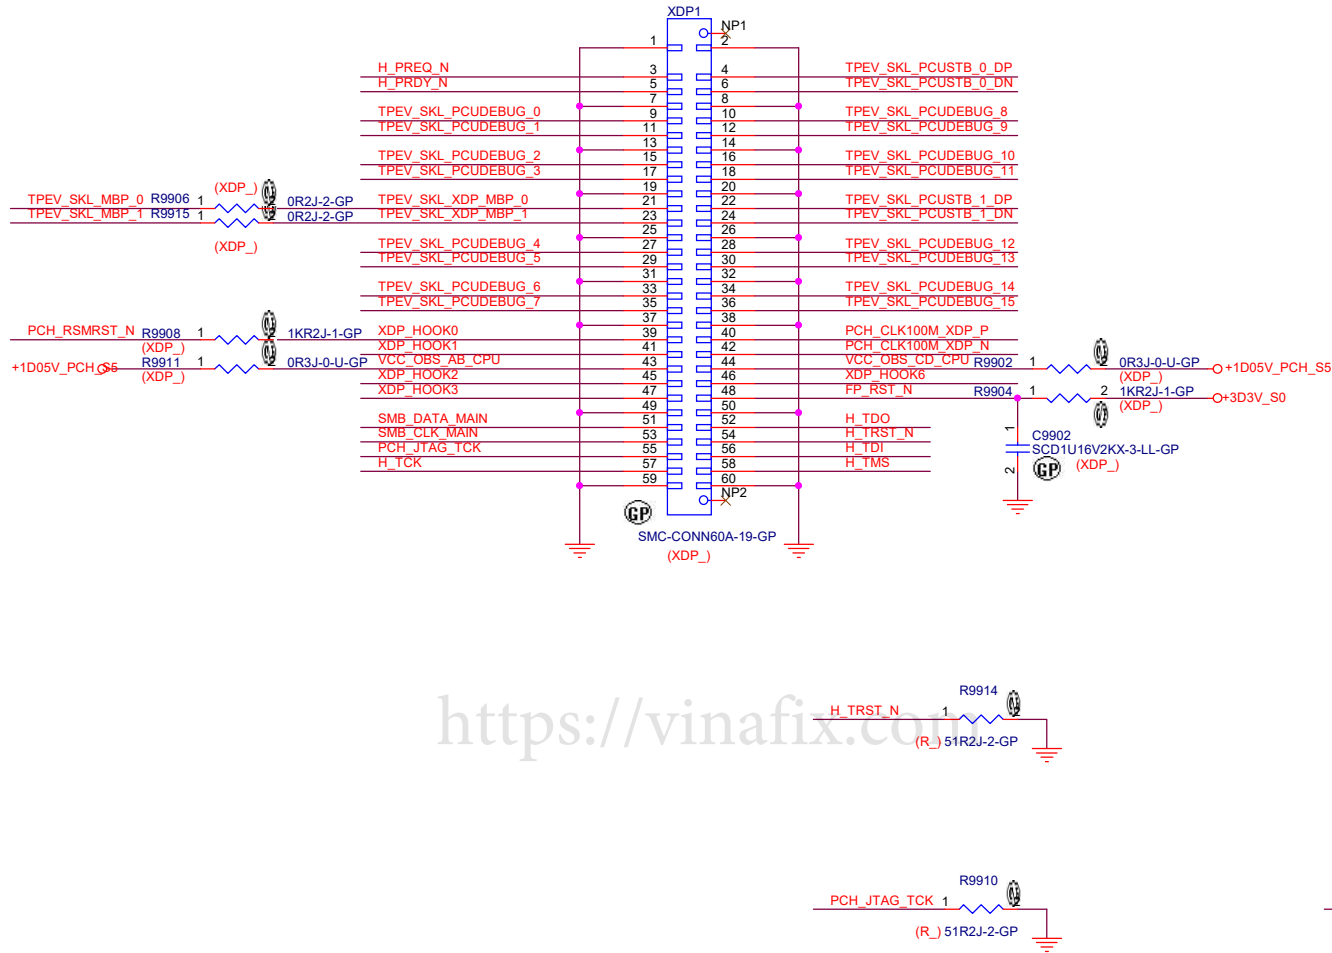 XDP1
NP1
1 2
H_PREQ_N 3 4 TPEV_SKL_PCUSTB_0_DP
H_PRDY_N 5 6 TPEV_SKL_PCUSTB_0_DN
7 8
TPEV_SKL_PCUDEBUG_0 9 10 TPEV_SKL_PCUDEBUG_8
TPEV_SKL_PCUDEBUG_1 11 12 TPEV_SKL_PCUDEBUG_9
13 14
TPEV_SKL_PCUDEBUG_2 15 16 TPEV_SKL_PCUDEBUG_10
TPEV_SKL_PCUDEBUG_3 17 18 TPEV_SKL_PCUDEBUG_11
(XDP_) 19 20
TPEV_SKL_MBP_0 R9906 1 2 0R2J-2-GP TPEV_SKL_XDP_MBP_0 21 22 TPEV_SKL_PCUSTB_1_DP
TPEV_SKL_MBP_1 R9915 1 2 0R2J-2-GP TPEV_SKL_XDP_MBP_1 23 24 TPEV_SKL_PCUSTB_1_DN
25 26
(XDP_) TPEV_SKL_PCUDEBUG_4 27 28 TPEV_SKL_PCUDEBUG_12
TPEV_SKL_PCUDEBUG_5 29 30 TPEV_SKL_PCUDEBUG_13
31 32
TPEV_SKL_PCUDEBUG_6 33 34 TPEV_SKL_PCUDEBUG_14
TPEV_SKL_PCUDEBUG_7 35 36 TPEV_SKL_PCUDEBUG_15
37 38
PCH_RSMRST_N R9908 1 2 1KR2J-1-GP XDP_HOOK0 39 40 PCH_CLK100M_XDP_P
(XDP_) XDP_HOOK1 41 42 PCH_CLK100M_XDP_N
+1D05V_PCH_S5 R9911 1 2 0R3J-0-U-GP VCC_OBS_AB_CPU 43 44 VCC_OBS_CD_CPU R9902 1 2 0R3J-0-U-GP +1D05V_PCH_S5
(XDP_) XDP_HOOK2 45 46 XDP_HOOK6 (XDP_)
XDP_HOOK3 47 48 FP_RST_N R9904 1 2 1KR2J-1-GP +3D3V_S0
(XDP_)
49 50
SMB_DATA_MAIN 51 52 H_TDO
SMB_CLK_MAIN 53 54 H_TRST_N 1 C9902
PCH_JTAG_TCK 55 56 H_TDI SCD1U16V2KX-3-LL-GP
H_TCK 57 58 H_TMS 2 GP (XDP_)
59 60
NP2
GP
SMC-CONN60A-19-GP
(XDP_)
https://vinafix.com
R9914
H_TRST_N 1 2
(R_) 51R2J-2-GP
R9910
PCH_JTAG_TCK 1 2
(R_) 51R2J-2-GP